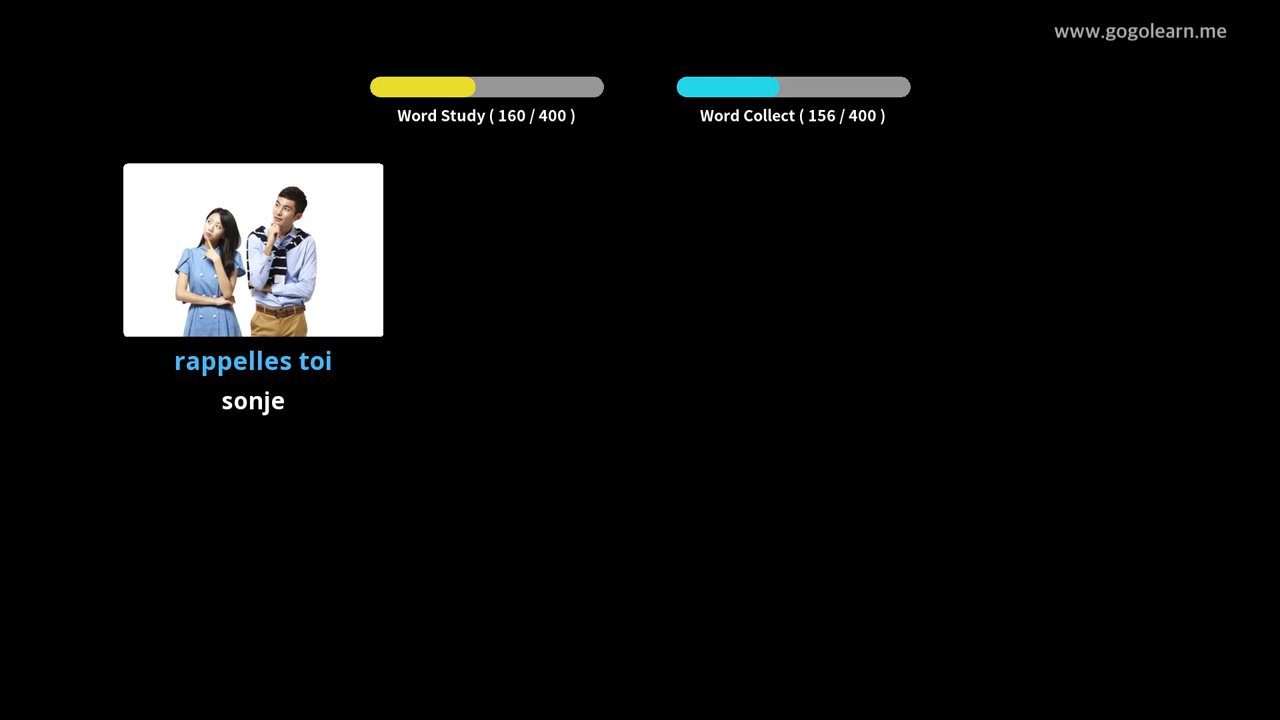 www.gogolearn.me
Word Study ( 160 / 400 )
Word Collect ( 156 / 400 )
rappelles toi
sonje